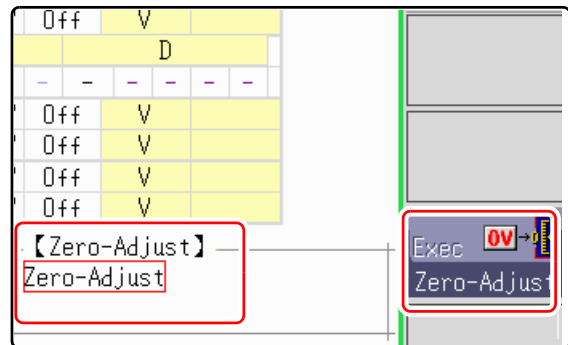 Off V
D
- - - - - -
' Off V
' Off V
' Off V
' Off V
【Zero-Adjust】
Zero-Adjust
Exec 0V→
Zero-Adjust